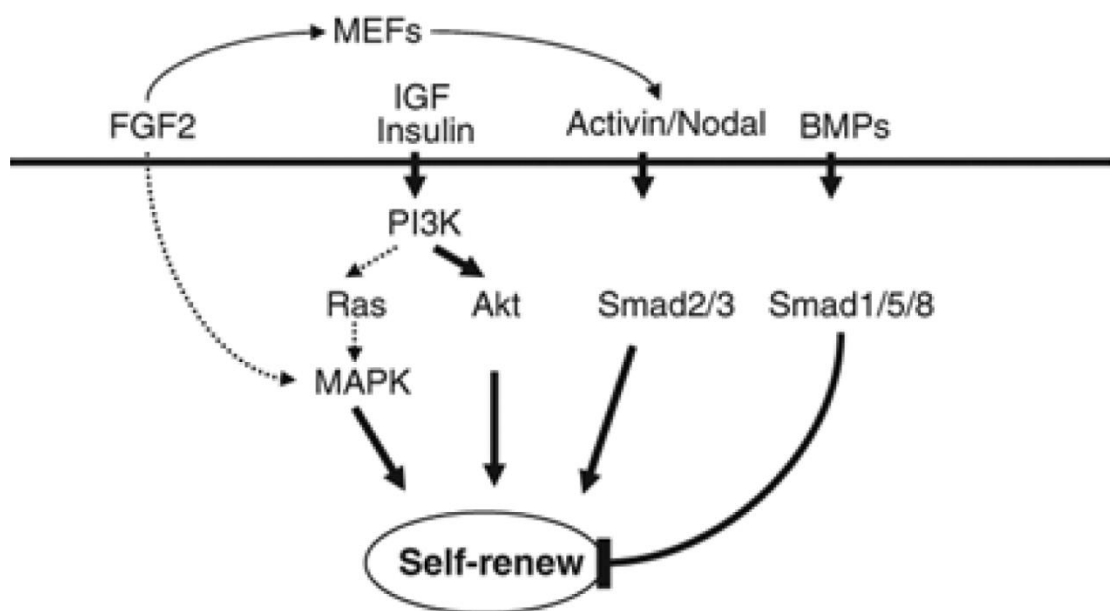 MEFs
FGF2
IGF
Insulin
Activin/Nodal
BMPs
PI3K
Ras
Akt
Smad2/3
Smad1/5/8
MAPK
Self-renew